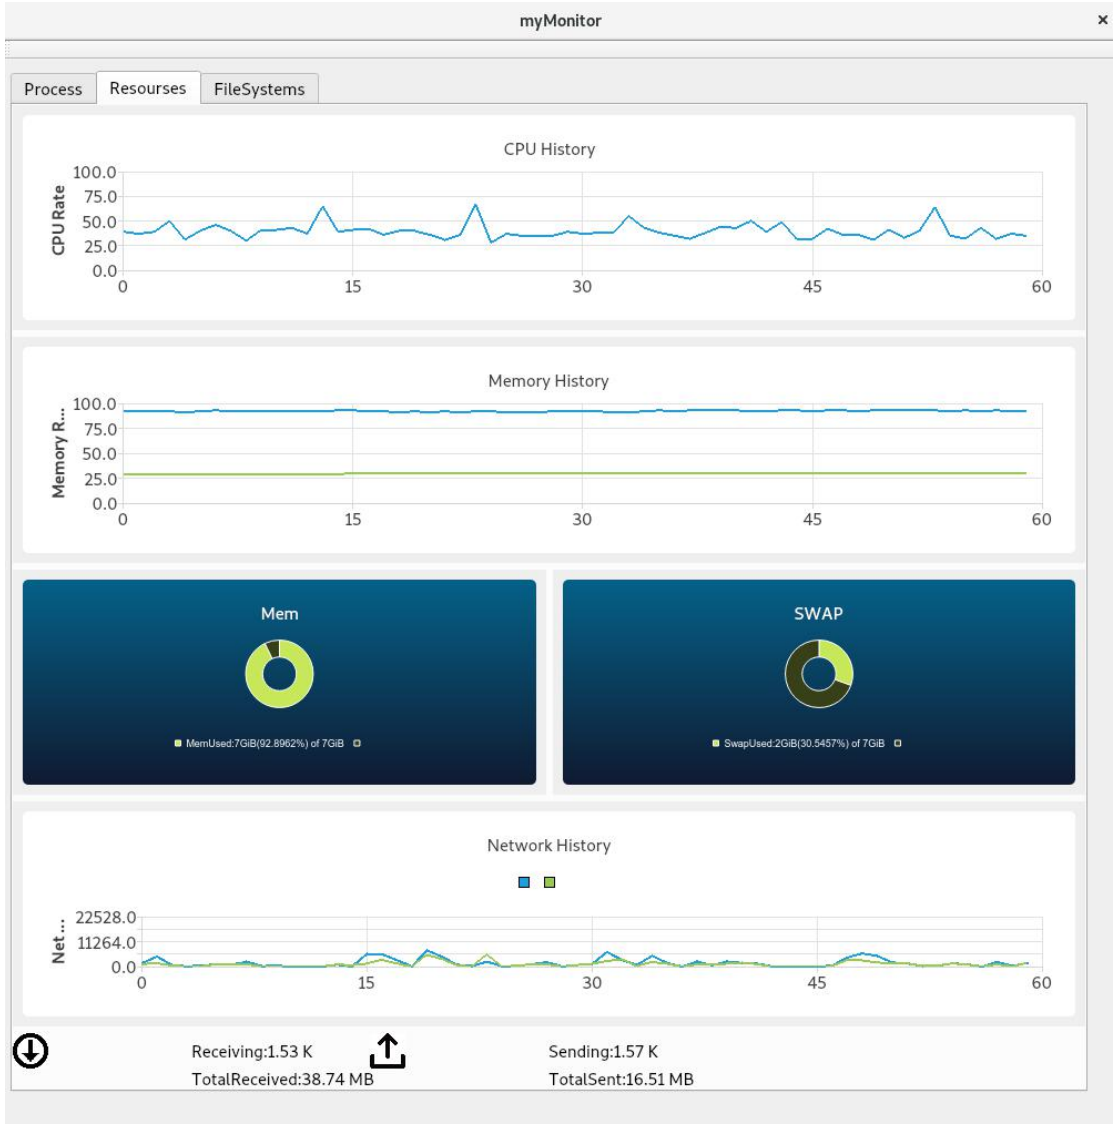 myMonitor ×
Process Resourses FileSystems
CPU History
CPU Rate
100.0
75.0
50.0
25.0
0.0
0 15 30 45 60
Memory History
Memory R...
100.0
75.0
50.0
25.0
0.0
0 15 30 45 60
Mem
MemUsed:7GiB(92.8962%) of 7GiB
SWAP
SwapUsed:2GiB(30.5457%) of 7GiB
Network History
Net ...
22528.0
11264.0
0.0
0 15 30 45 60
Receiving:1.53 K
TotalReceived:38.74 MB
Sending:1.57 K
TotalSent:16.51 MB